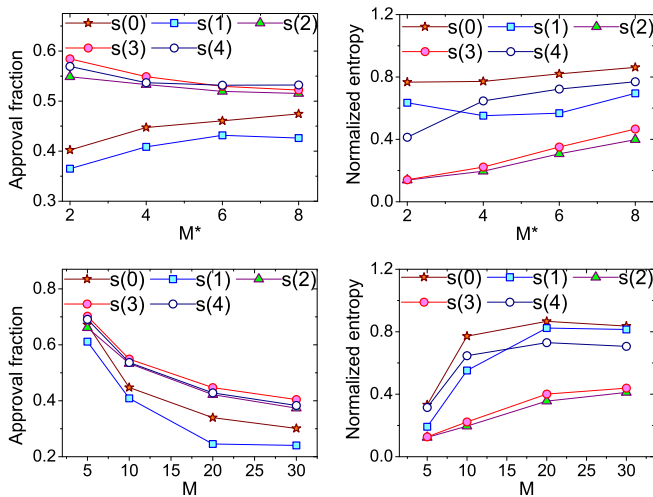 s(0) s(1) s(2)
s(3) s(4)
Approval fraction
0.6
0.5
0.4
0.3
2 4 6 8
M*
s(0) s(1) s(2)
s(3) s(4)
Normalized entropy
1.2
0.8
0.4
0.0
2 4 6 8
M*
s(0) s(1) s(2)
s(3) s(4)
Approval fraction
0.8
0.6
0.4
0.2
5 10 15 20 25 30
M
s(0) s(1) s(2)
s(3) s(4)
Normalized entropy
1.2
0.8
0.4
0.0
5 10 15 20 25 30
M